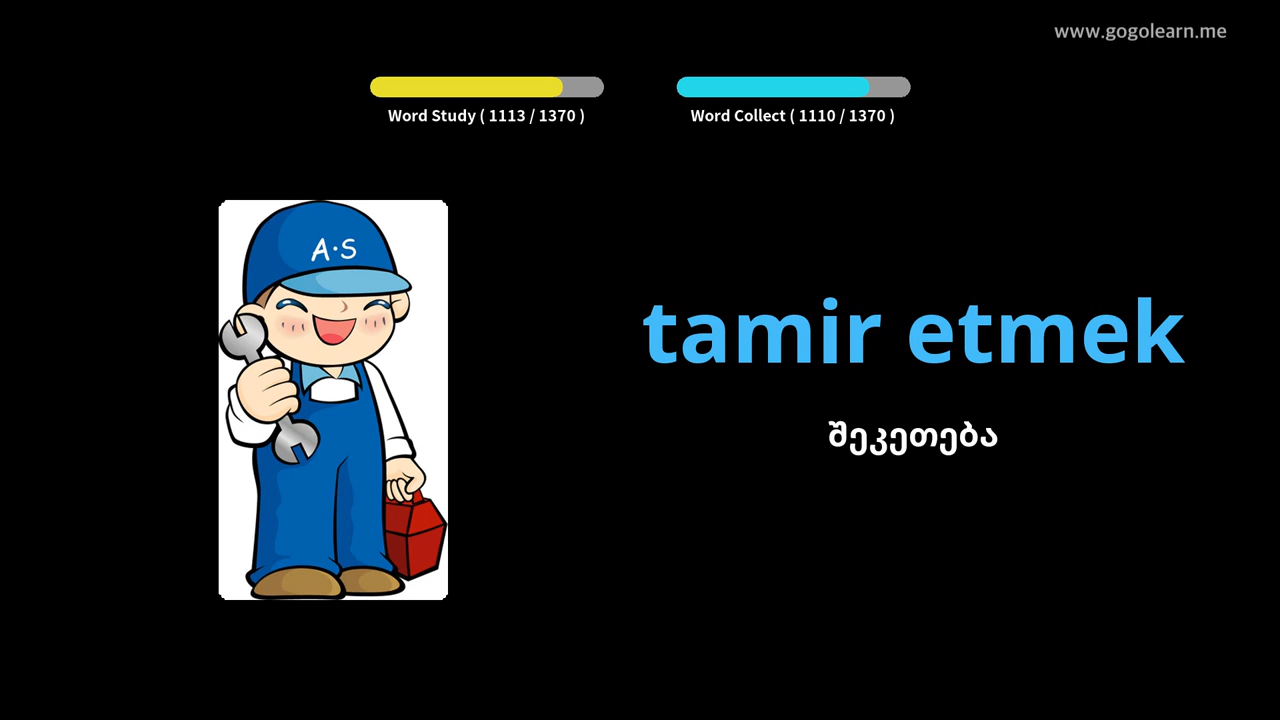 www.gogolearn.me
Word Study ( 1113 / 1370 )
Word Collect ( 1110 / 1370 )
A·S
tamir etmek
შეკეთება